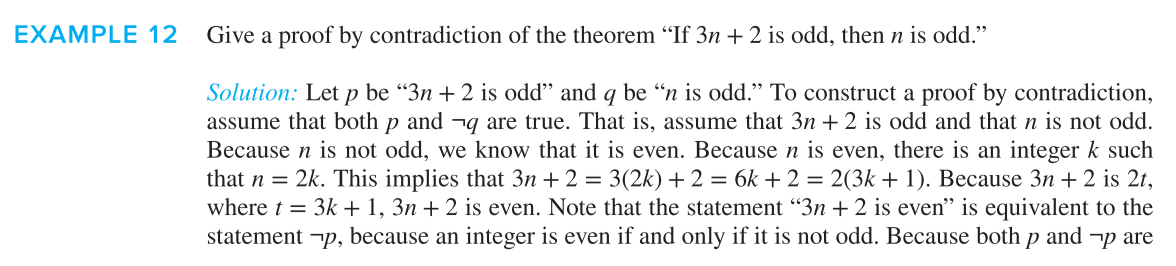 EXAMPLE 12 Give a proof by contradiction of the theorem “If 3n + 2 is odd, then n is odd.”
Solution: Let p be “3n + 2 is odd” and q be “n is odd.” To construct a proof by contradiction,
assume that both p and ¬q are true. That is, assume that 3n + 2 is odd and that n is not odd.
Because n is not odd, we know that it is even. Because n is even, there is an integer k such
that n = 2k. This implies that 3n + 2 = 3(2k) + 2 = 6k + 2 = 2(3k + 1). Because 3n + 2 is 2t,
where t = 3k + 1, 3n + 2 is even. Note that the statement “3n + 2 is even” is equivalent to the
statement ¬p, because an integer is even if and only if it is not odd. Because both p and ¬p are